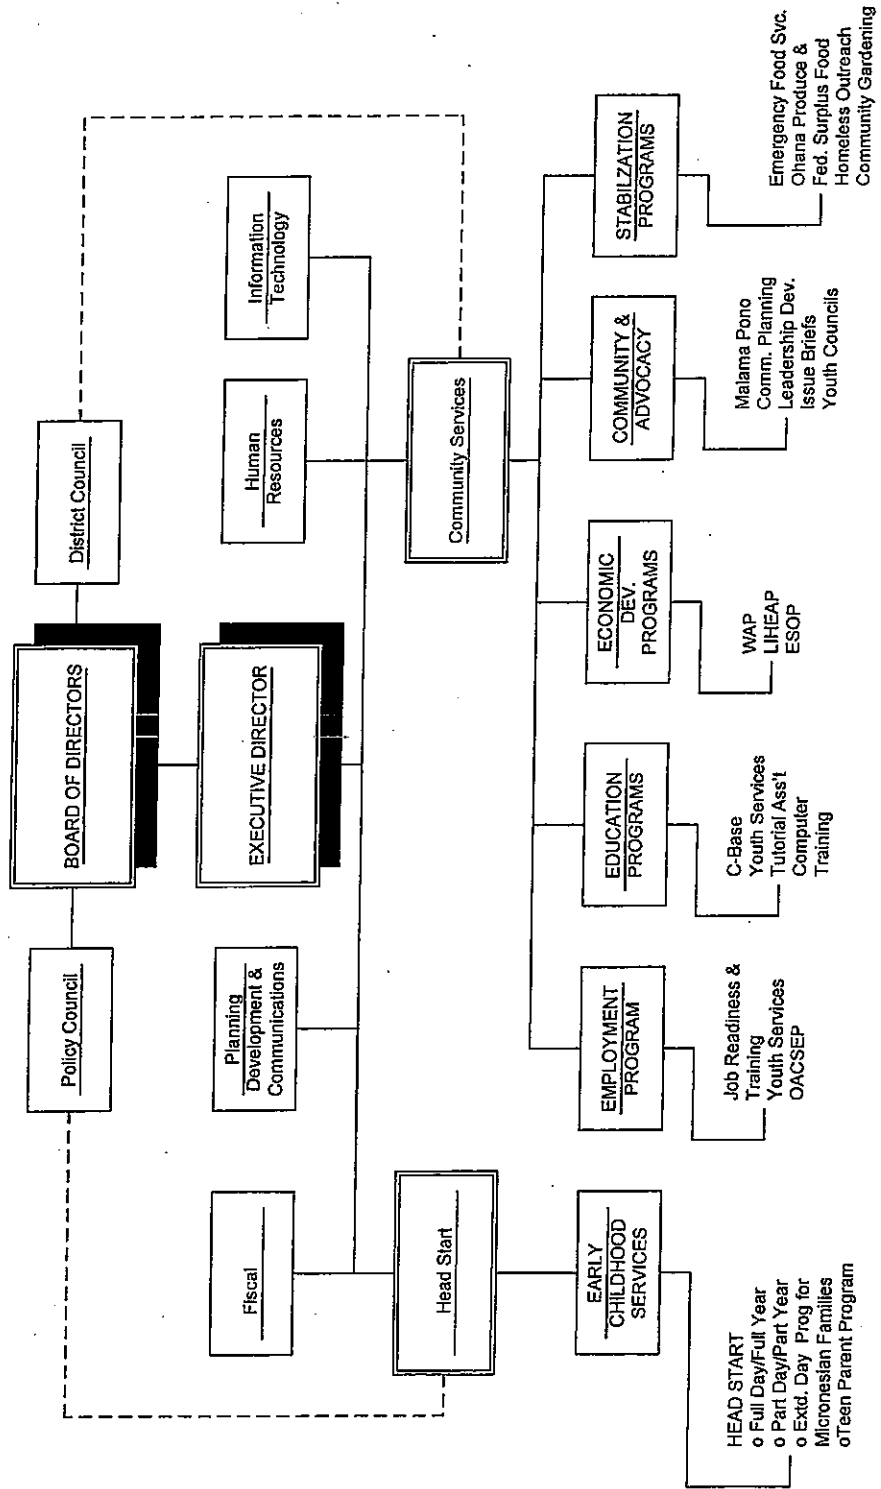 Policy Council
BOARD OF DIRECTORS
District Council
Fiscal
Planning
Development &
Communications
EXECUTIVE DIRECTOR
Human
Resources
Information
Technology
Head Start
Community Services
EARLY
CHILDHOOD
SERVICES
EMPLOYMENT
PROGRAM
EDUCATION
PROGRAMS
ECONOMIC
DEV.
PROGRAMS
COMMUNITY &
ADVOCACY
STABILZATION
PROGRAMS
HEAD START
o Full Day/Full Year
o Part Day/Part Year
o Extd. Day Prog for
Micronesian Families
oTeen Parent Program
Job Readiness &
Training
Youth Services
OACSEP
C-Base
Youth Services
Tutorial Ass't
Computer
Training
WAP
LIHEAP
ESOP
Malama Pono
Comm. Planning
Leadership Dev.
Issue Briefs
Youth Councils
Emergency Food Svc.
Ohana Produce &
Fed. Surplus Food
Homeless Outreach
Community Gardening